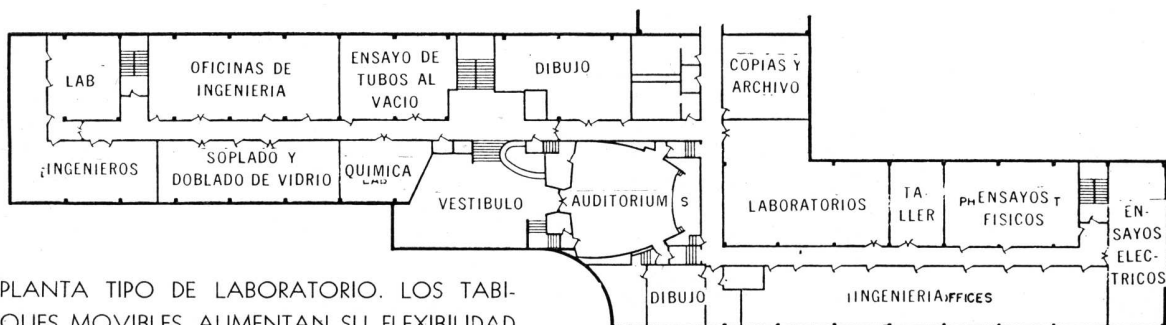 LAB
OFICINAS DE
INGENIERIA
ENSAYO DE
TUBOS AL
VACIO
DIBUJO
COPIAS Y
ARCHIVO
INGENIEROS
SOPLADO Y
DOBLADO DE VIDRIO
QUIMICA
LAB
VESTIBULO
AUDITORIUM S
LABORATORIOS
TA-
LLER
PH ENSAYOS T
FISICOS
EN-
SAYOS
ELEC-
TRICOS
DIBUJO
INGENIERIA OFFICES
PLANTA TIPO DE LABORATORIO. LOS TABI-
QUES MOVIBLES AUMENTAN SU FLEXIBILIDAD